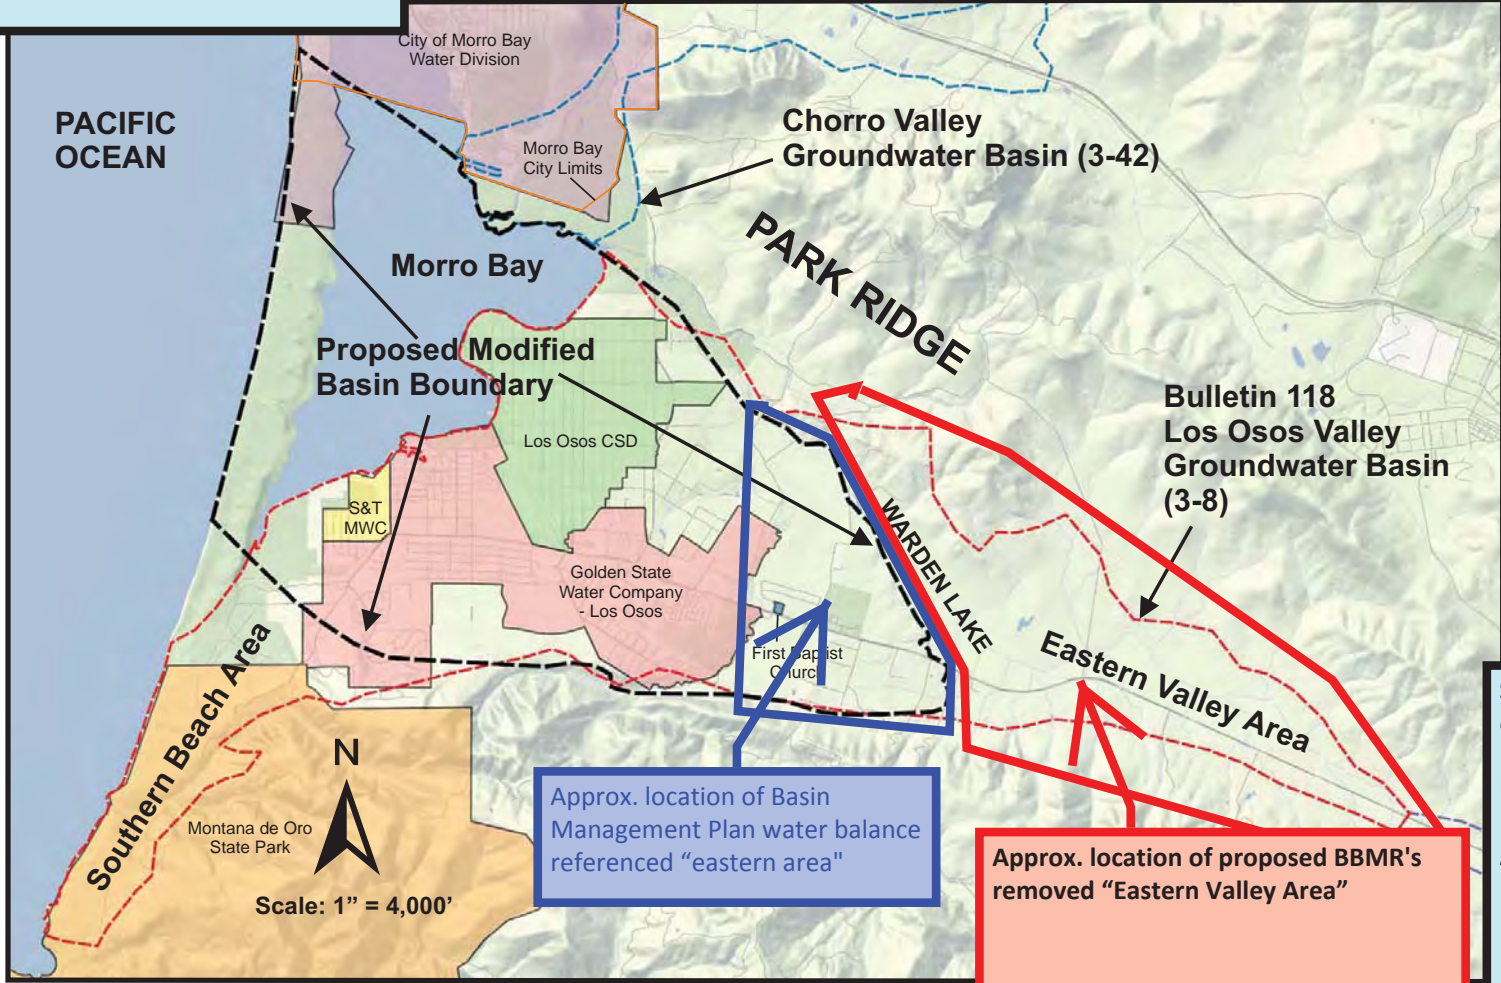 City of Morro Bay
Water Division
PACIFIC
OCEAN
Chorro Valley
Groundwater Basin (3-42)
Morro Bay
City Limits
PARK RIDGE
Morro Bay
Proposed Modified
Basin Boundary
Bulletin 118
Los Osos Valley
Groundwater Basin
(3-8)
Los Osos CSD
S&T
MWC
WARDEN LAKE
Golden State
Water Company
- Los Osos
First Baptist
Church
Eastern Valley Area
Southern Beach Area
N
Montana de Oro
State Park
Scale: 1” = 4,000’
Approx. location of Basin
Management Plan water balance
referenced “eastern area"
Approx. location of proposed BBMR's
removed “Eastern Valley Area”